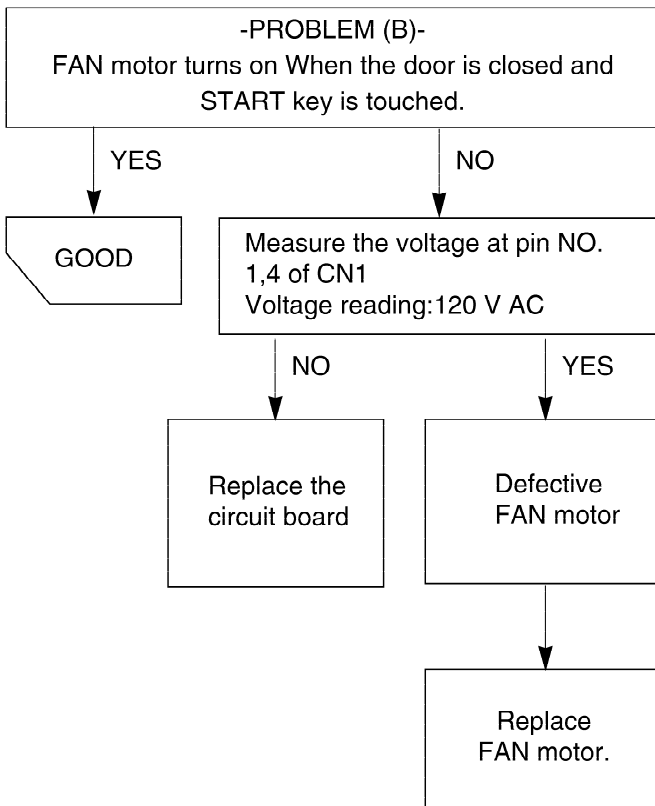 -PROBLEM (B)-
FAN motor turns on When the door is closed and
START key is touched.
YES
NO
GOOD
Measure the voltage at pin NO.
1,4 of CN1
Voltage reading:120 V AC
NO
YES
Replace the
circuit board
Defective
FAN motor
Replace
FAN motor.